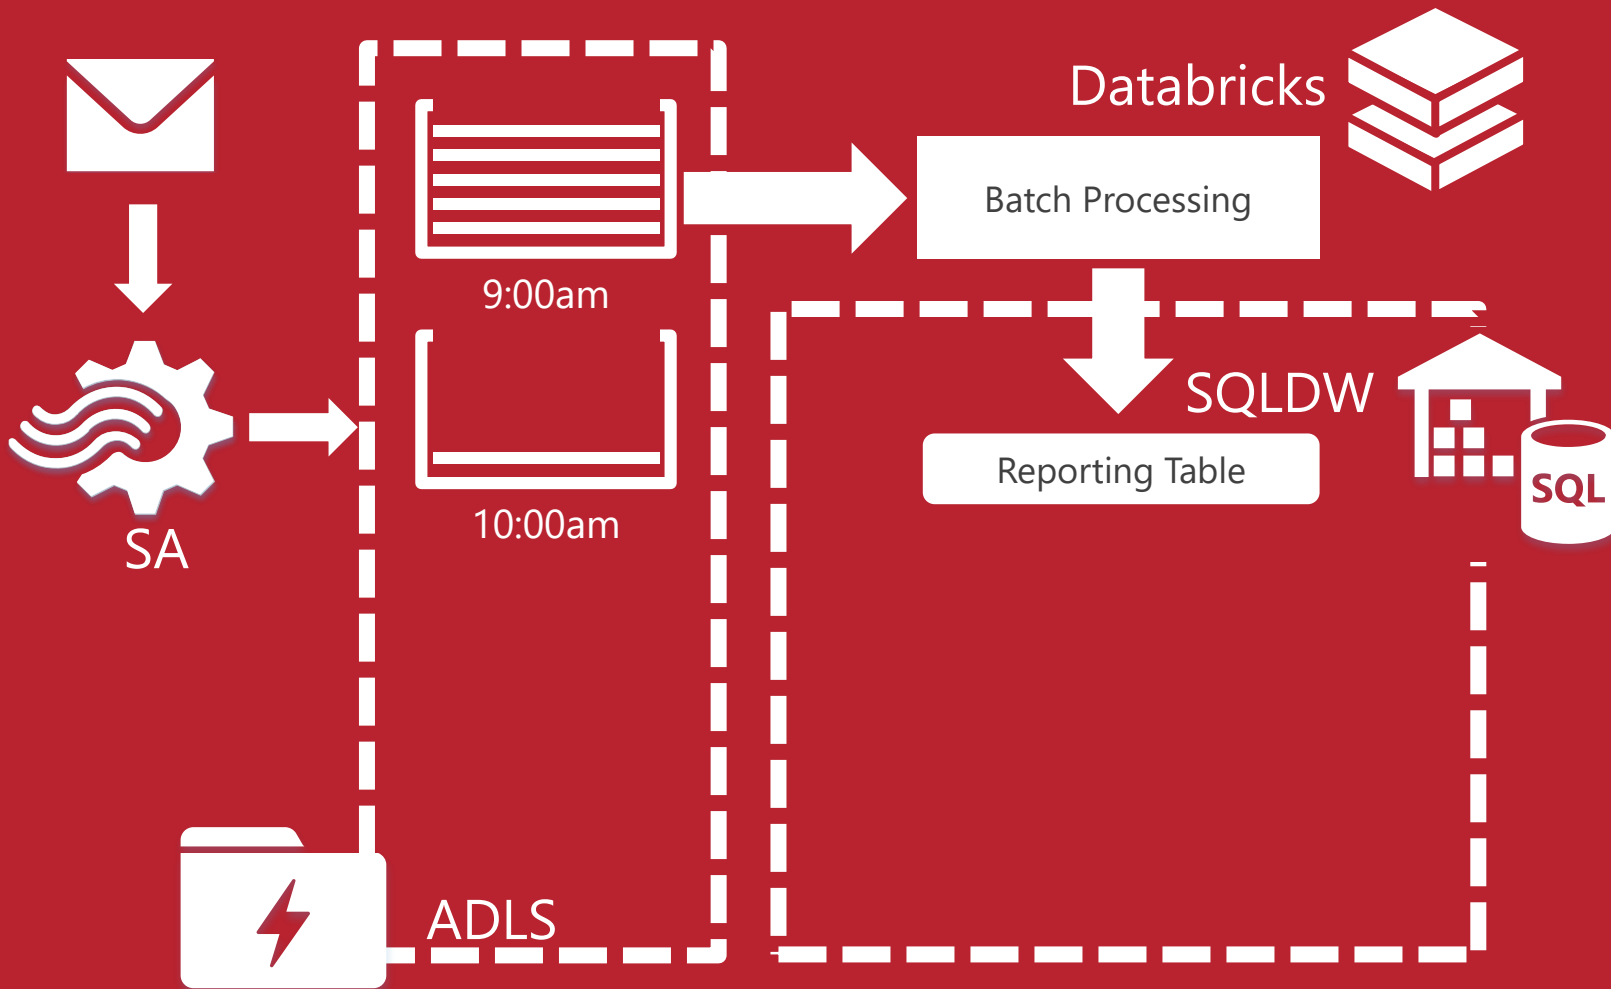 Databricks
Batch Processing
9:00am
SQLDW
Reporting Table
SQL
10:00am
SA
ADLS